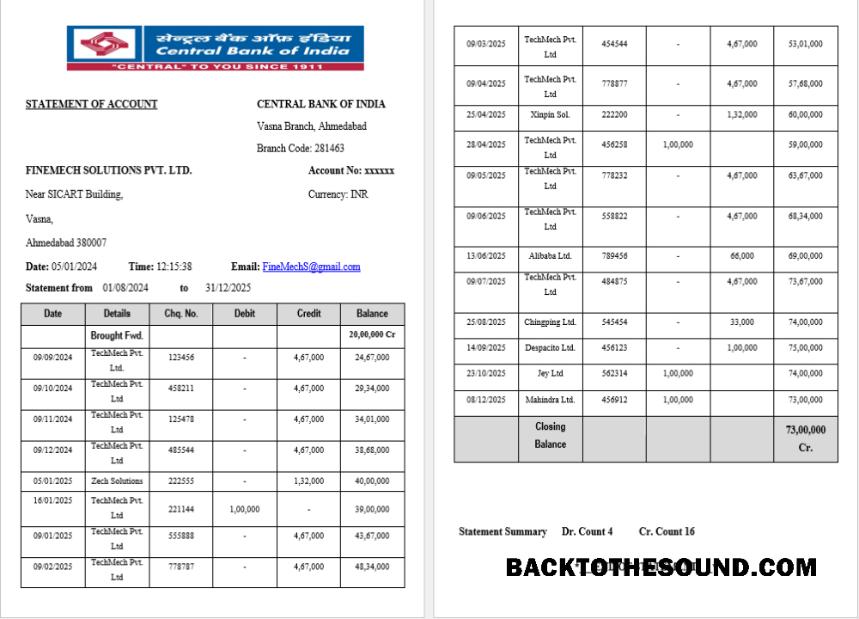 सेन्ट्रल बैंक ऑफ़ इंडिया
Central Bank of India
"CENTRAL" TO YOU SINCE 1911
STATEMENT OF ACCOUNT
CENTRAL BANK OF INDIA
Vasna Branch, Ahmedabad
Branch Code: 281463
FINEMECH SOLUTIONS PVT. LTD. Account No: xxxxxx
Near SICART Building, Currency: INR
Vasna,
Ahmedabad 380007
Date: 05/01/2024 Time: 12:15:38 Email: FineMechS@gmail.com
Statement from 01/08/2024 to 31/12/2025
Date Details Chq. No. Debit Credit Balance
Brought Fwd. 20,00,000 Cr
09/09/2024 TechMech Pvt. Ltd. 123456 - 4,67,000 24,67,000
09/10/2024 TechMech Pvt. Ltd 458211 - 4,67,000 29,34,000
09/11/2024 TechMech Pvt. Ltd 125478 - 4,67,000 34,01,000
09/12/2024 TechMech Pvt. Ltd 485544 - 4,67,000 38,68,000
05/01/2025 Zech Solutions 222555 - 1,32,000 40,00,000
16/01/2025 TechMech Pvt. Ltd 221144 1,00,000 - 39,00,000
09/01/2025 TechMech Pvt. Ltd 555888 - 4,67,000 43,67,000
09/02/2025 TechMech Pvt. Ltd 778787 - 4,67,000 48,34,000
09/03/2025 TechMech Pvt. Ltd 454544 - 4,67,000 53,01,000
09/04/2025 TechMech Pvt. Ltd 778877 - 4,67,000 57,68,000
25/04/2025 Xinpin Sol. 222200 - 1,32,000 60,00,000
28/04/2025 TechMech Pvt. Ltd 456258 1,00,000 59,00,000
09/05/2025 TechMech Pvt. Ltd 778232 - 4,67,000 63,67,000
09/06/2025 TechMech Pvt. Ltd 558822 - 4,67,000 68,34,000
13/06/2025 Alibaba Ltd. 789456 - 66,000 69,00,000
09/07/2025 TechMech Pvt. Ltd 484875 - 4,67,000 73,67,000
25/08/2025 Chingping Ltd. 545454 - 33,000 74,00,000
14/09/2025 Despacito Ltd. 456123 - 1,00,000 75,00,000
23/10/2025 Jey Ltd 562314 1,00,000 74,00,000
08/12/2025 Mahindra Ltd. 456912 1,00,000 73,00,000
Closing Balance 73,00,000 Cr.
Statement Summary Dr. Count 4 Cr. Count 16
BACKTOTHESOUND.COM